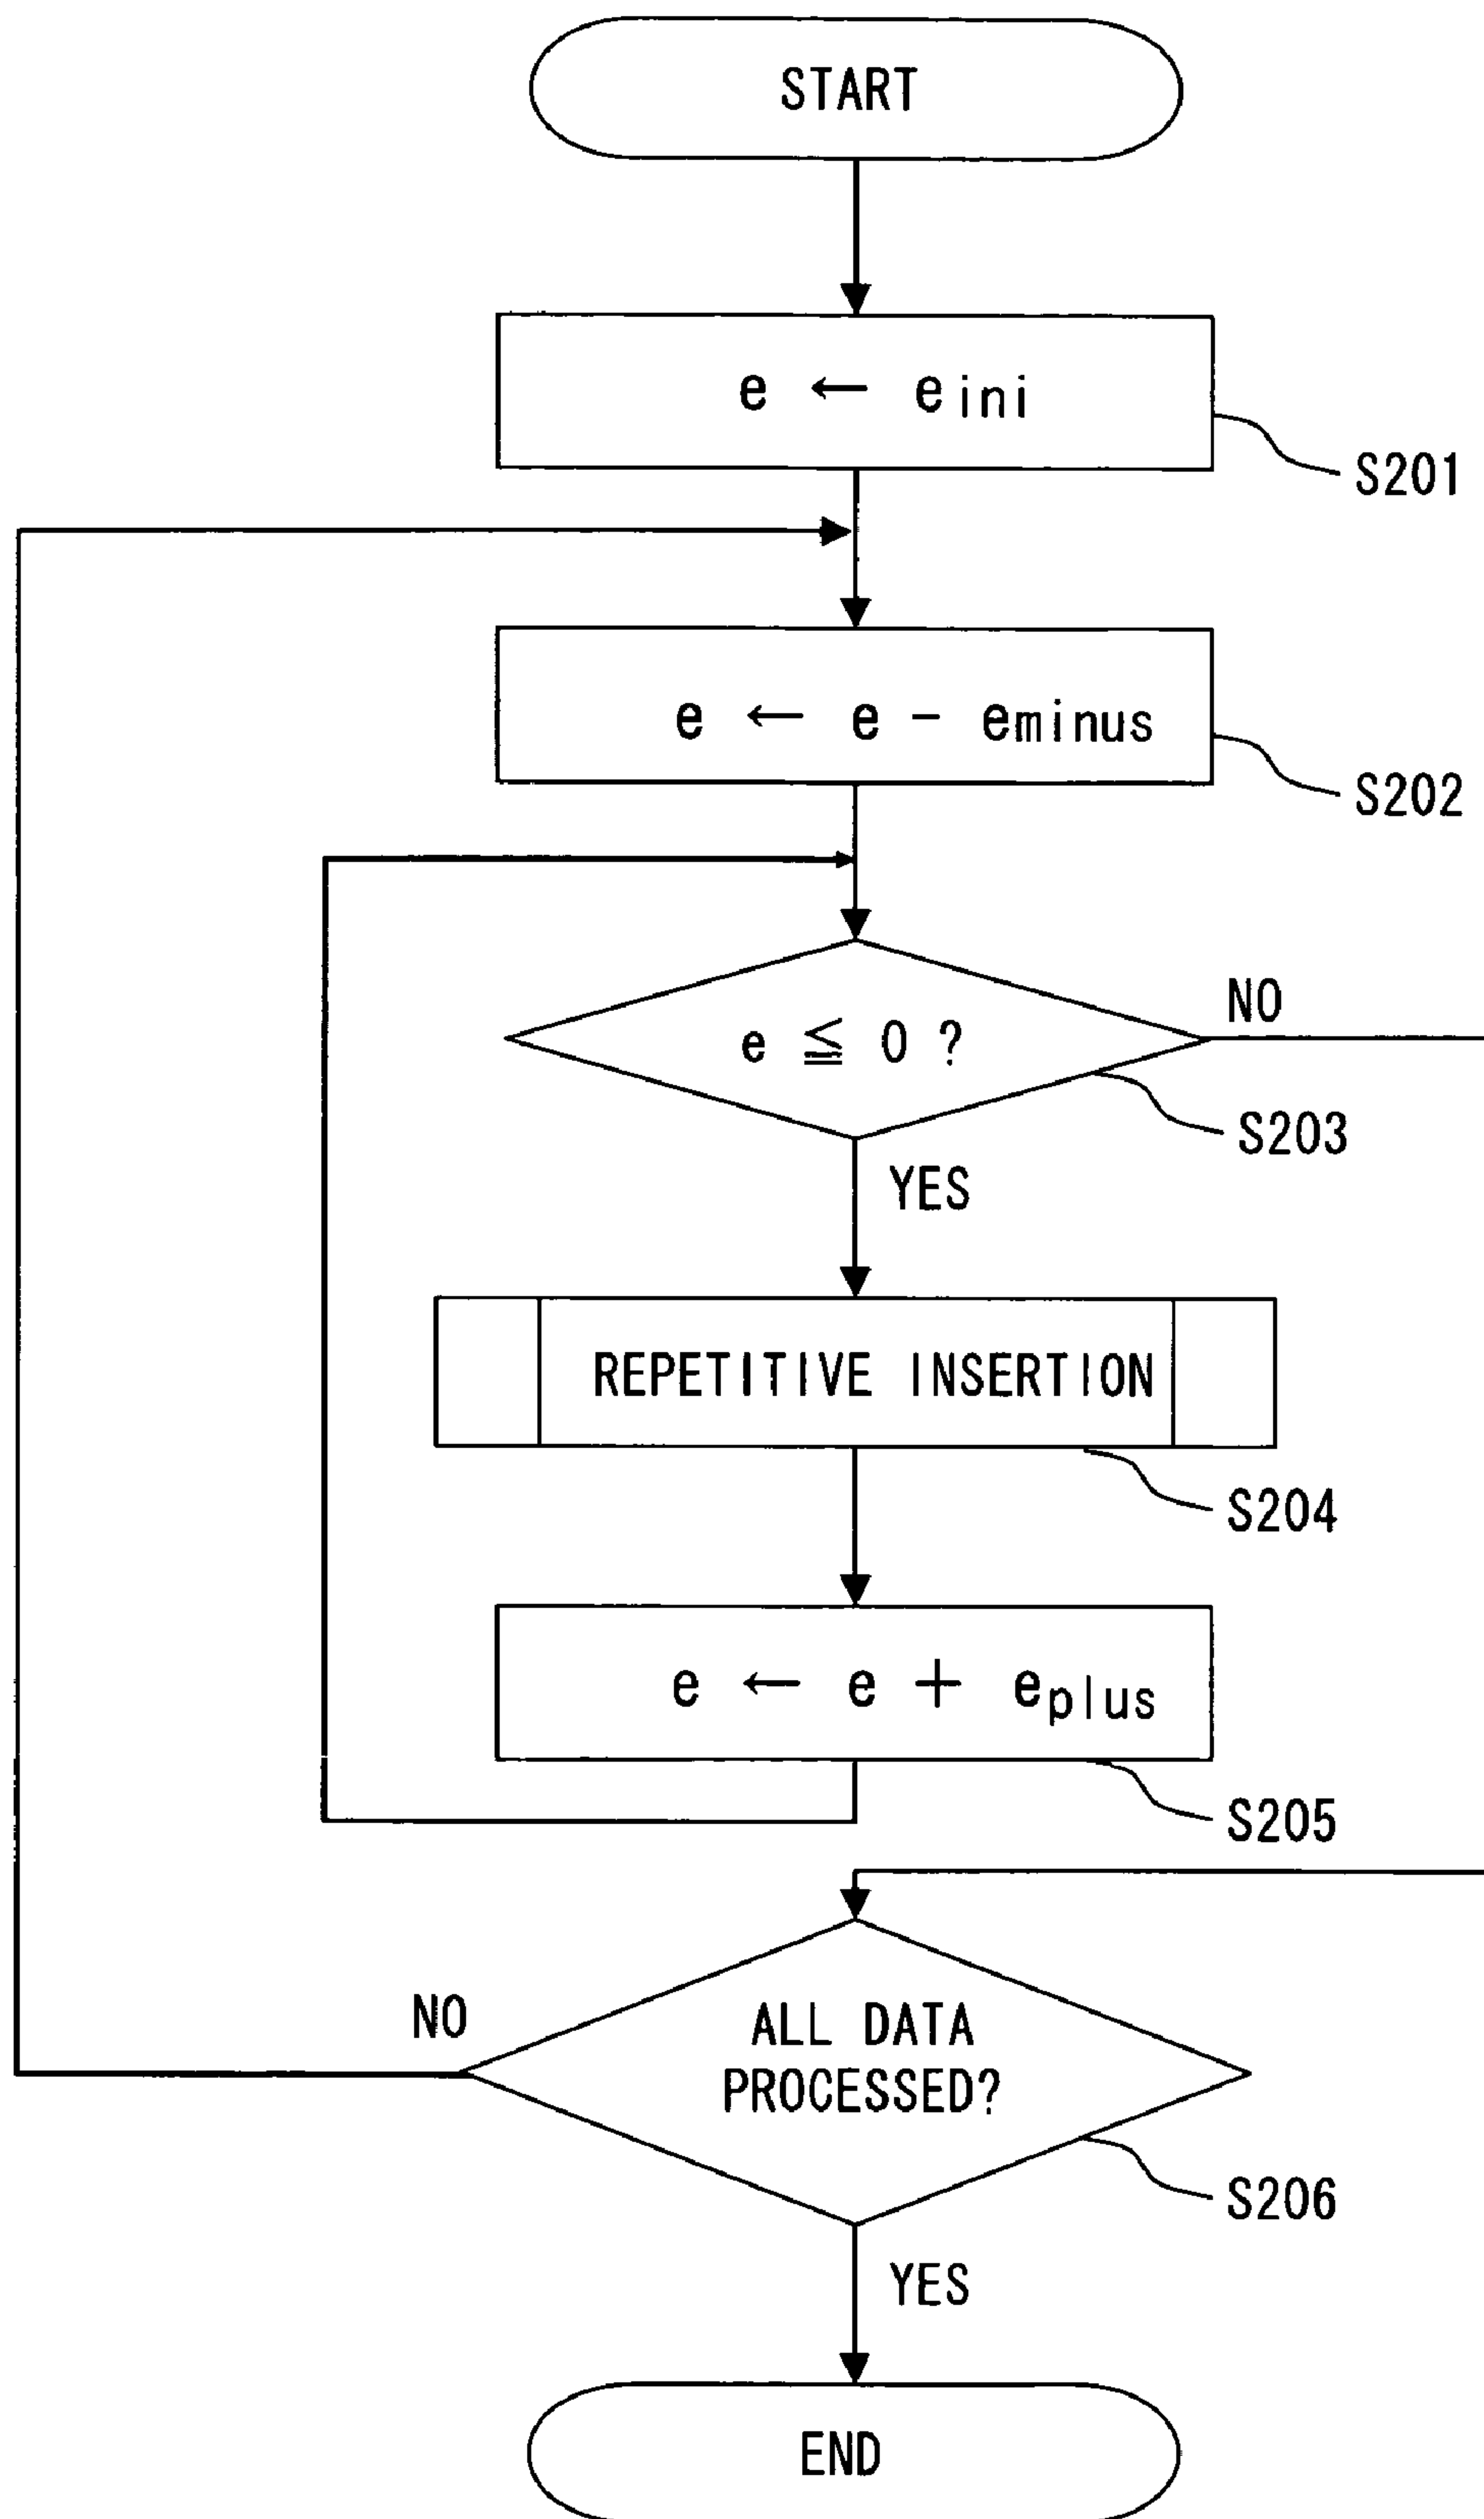 START
e ← eini
S201
e ← e - eminus
S202
NO
e ≦ 0 ?
S203
YES
REPETITIVE INSERTION
S204
e ← e + eplus
S205
NO
ALL DATA
PROCESSED?
S206
YES
END